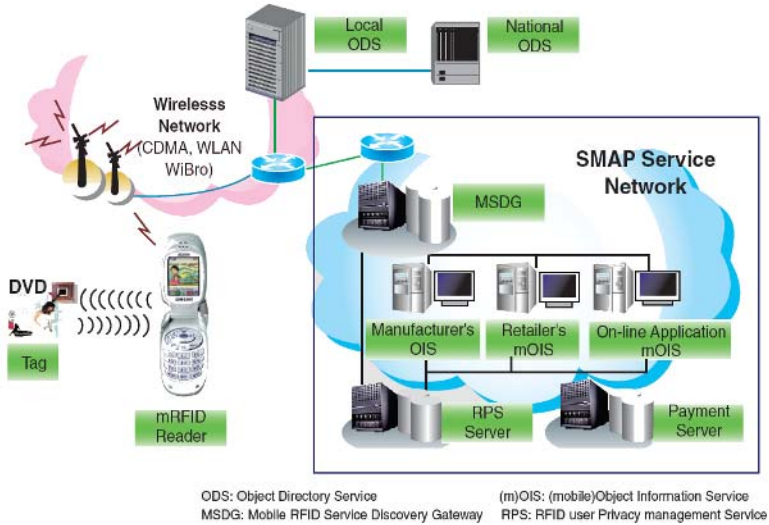 Local
ODS
National
ODS
Wirelesss
Network
(CDMA, WLAN
WiBro)
SMAP Service
Network
MSDG
DVD
Tag
mRFID
Reader
SAMSUNG
Manufacturer's
OIS
Retailer's
mOIS
On-line Application
mOIS
RPS
Server
Payment
Server
ODS: Object Directory Service
(m)OIS: (mobile)Object Information Service
MSDG: Mobile RFID Service Discovery Gateway
RPS: RFID user Privacy management Service